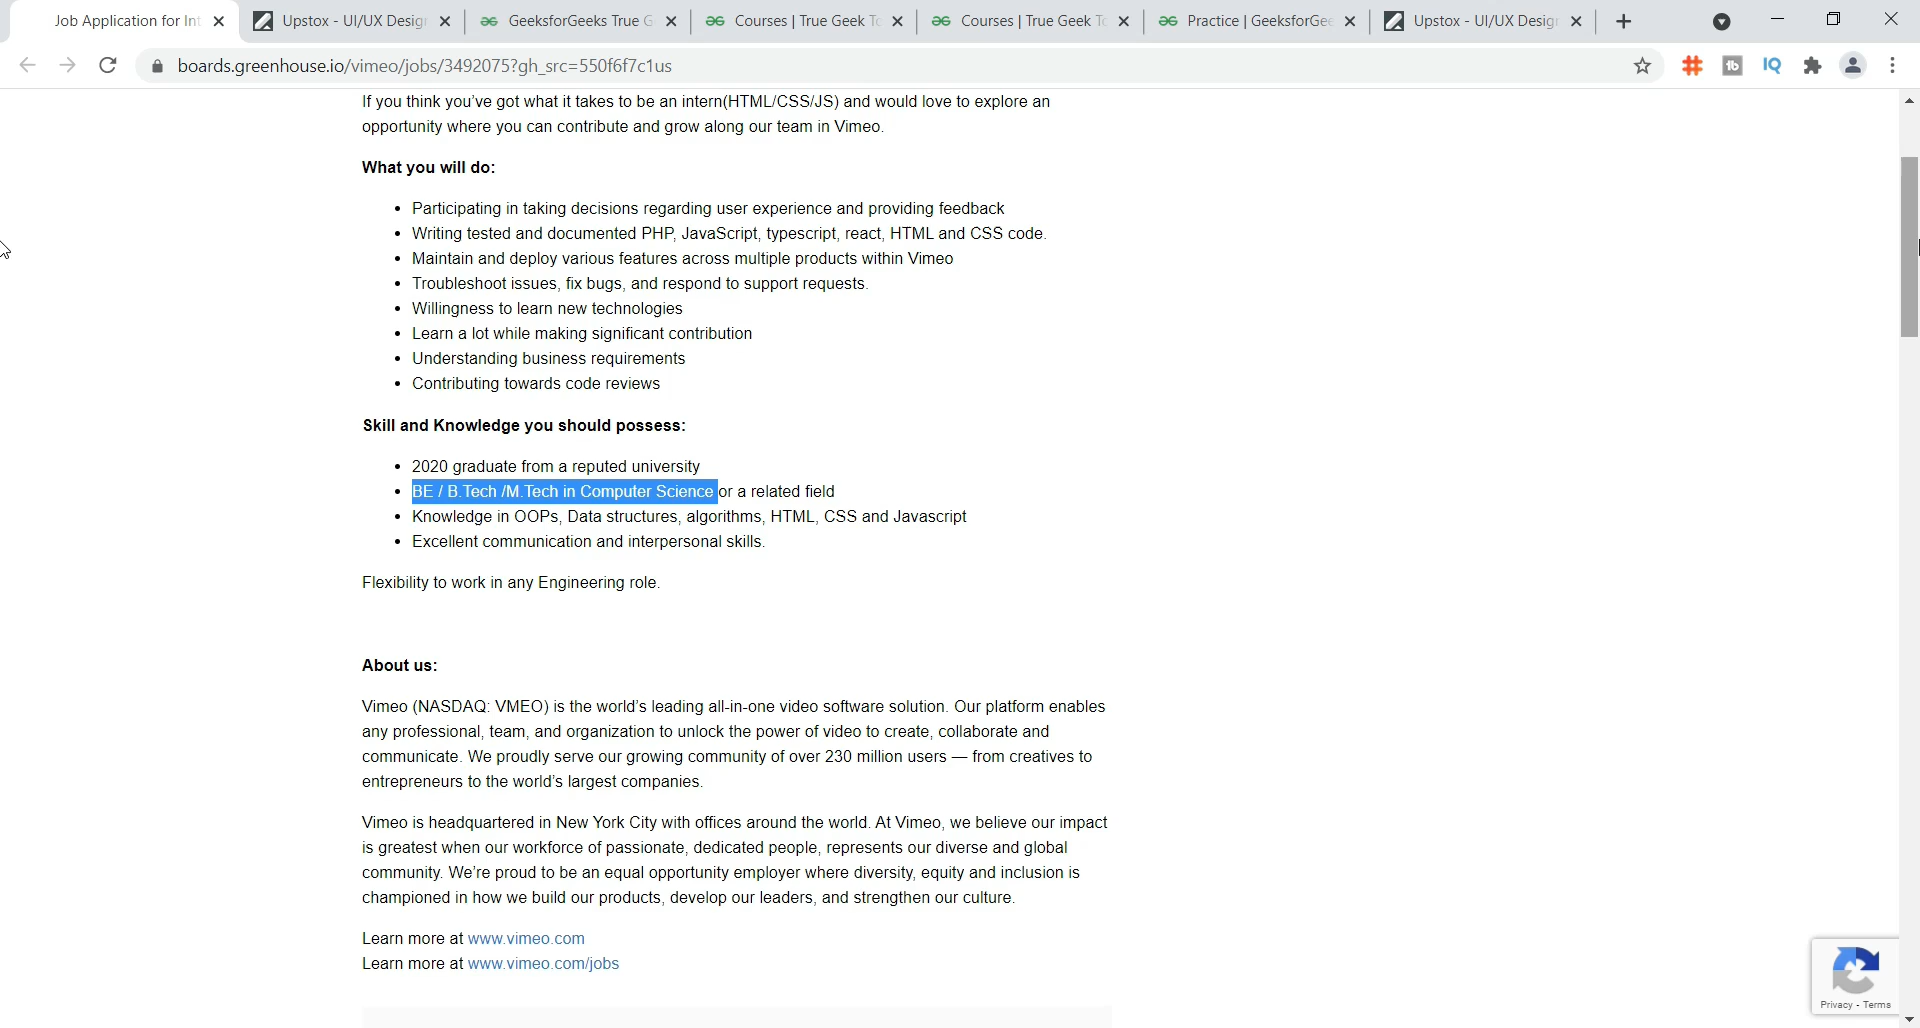 Job Application for Int
Upstox - UI/UX Desig
GeeksforGeeks True G
Courses | True Geek T
Courses | True Geek T
Practice | GeeksforGee
Upstox - UI/UX Desig
boards.greenhouse.io/vimeo/jobs/3492075?gh_src=550f6f7c1us
tb
IQ
If you think you've got what it takes to be an intern(HTML/CSS/JS) and would love to explore an
opportunity where you can contribute and grow along our team in Vimeo.
What you will do:
• Participating in taking decisions regarding user experience and providing feedback
• Writing tested and documented PHP, JavaScript, typescript, react, HTML and CSS code.
• Maintain and deploy various features across multiple products within Vimeo
• Troubleshoot issues, fix bugs, and respond to support requests.
• Willingness to learn new technologies
• Learn a lot while making significant contribution
• Understanding business requirements
• Contributing towards code reviews
Skill and Knowledge you should possess:
• 2020 graduate from a reputed university
• BE / B.Tech /M.Tech in Computer Science or a related field
• Knowledge in OOPs, Data structures, algorithms, HTML, CSS and Javascript
• Excellent communication and interpersonal skills.
Flexibility to work in any Engineering role.
About us:
Vimeo (NASDAQ: VMEO) is the world's leading all-in-one video software solution. Our platform enables
any professional, team, and organization to unlock the power of video to create, collaborate and
communicate. We proudly serve our growing community of over 230 million users — from creatives to
entrepreneurs to the world's largest companies.
Vimeo is headquartered in New York City with offices around the world. At Vimeo, we believe our impact
is greatest when our workforce of passionate, dedicated people, represents our diverse and global
community. We're proud to be an equal opportunity employer where diversity, equity and inclusion is
championed in how we build our products, develop our leaders, and strengthen our culture.
Learn more at www.vimeo.com
Learn more at www.vimeo.com/jobs
Privacy - Terms